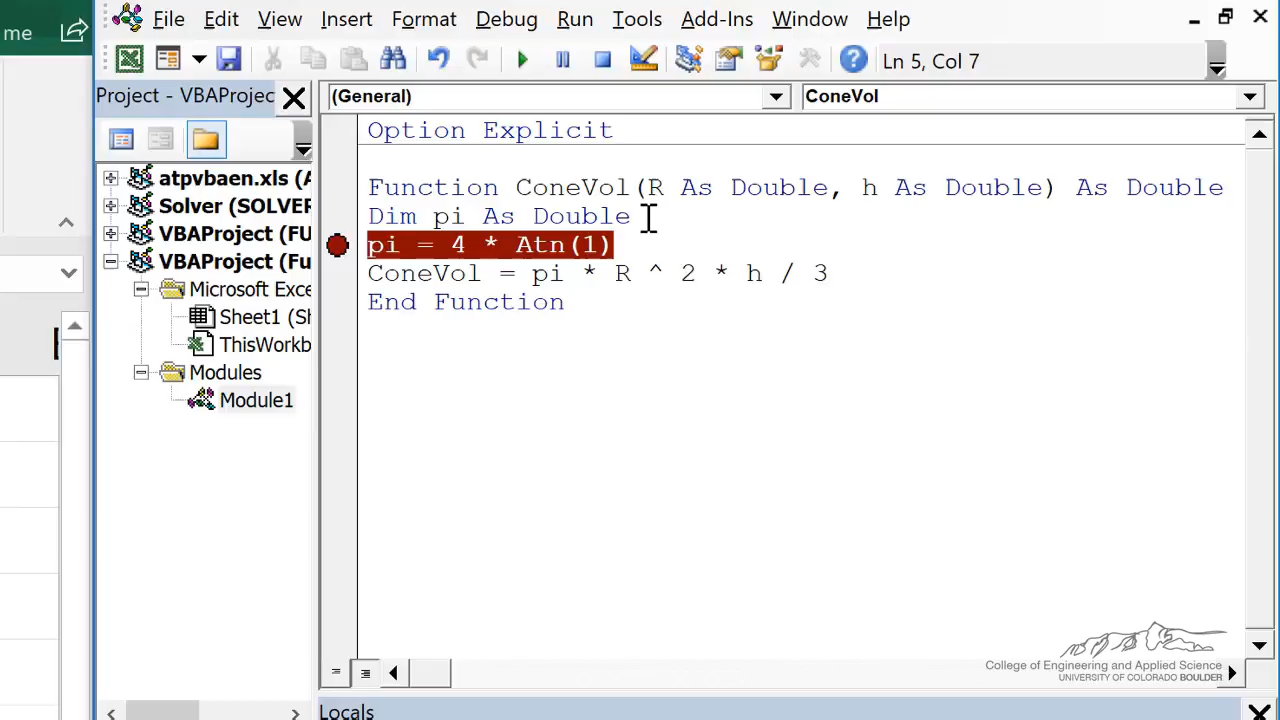 me
File Edit View Insert Format Debug Run Tools Add-Ins Window Help
Ln 5, Col 7
Project - VBAProjec
(General)
ConeVol
Option Explicit
atpvbaen.xls (A
Solver (SOLVER
VBAProject (FU
VBAProject (Fu
Microsoft Exce
Sheet1 (Sh
ThisWorkb
Modules
Module1
Function ConeVol(R As Double, h As Double) As Double
Dim pi As Double
pi = 4 * Atn(1)
ConeVol = pi * R ^ 2 * h / 3
End Function
College of Engineering and Applied Science
UNIVERSITY OF COLORADO BOULDER
Locals